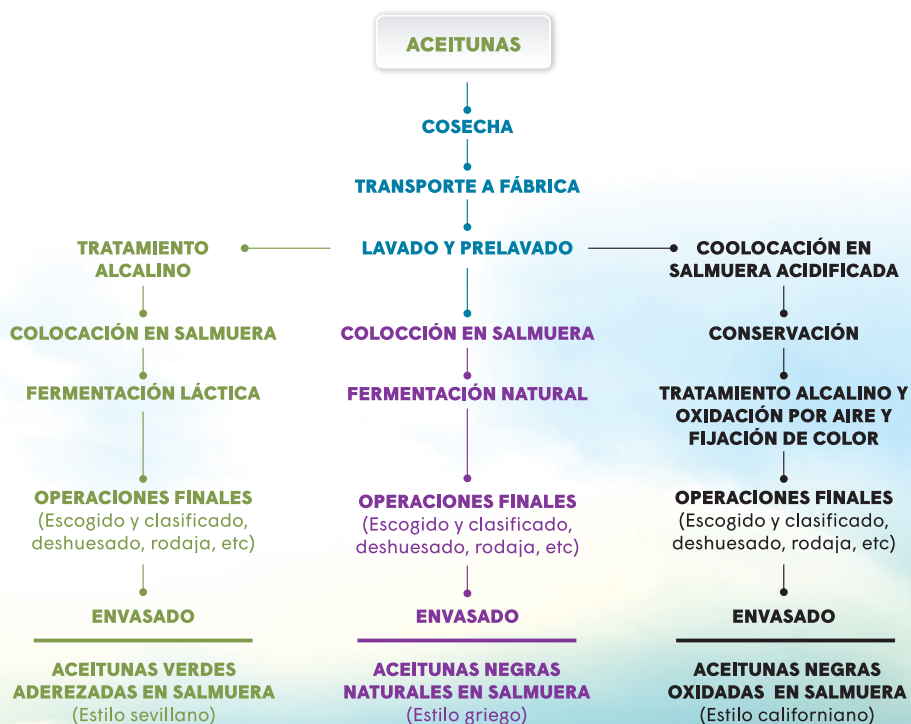 ACEITUNAS
COSECHA
TRANSPORTE A FÁBRICA
LAVADO Y PRELAVADO
TRATAMIENTO
ALCALINO
COLOCACIÓN EN SALMUERA
FERMENTACIÓN LÁCTICA
OPERACIONES FINALES
(Escogido y clasificado,
deshuesado, rodaja, etc)
ENVASADO
ACEITUNAS VERDES
ADEREZADAS EN SALMUERA
(Estilo sevillano)
COLOCCIÓN EN SALMUERA
FERMENTACIÓN NATURAL
OPERACIONES FINALES
(Escogido y clasificado,
deshuesado, rodaja, etc)
ENVASADO
ACEITUNAS NEGRAS
NATURALES EN SALMUERA
(Estilo griego)
COOLOCACIÓN EN
SALMUERA ACIDIFICADA
CONSERVACIÓN
TRATAMIENTO ALCALINO Y
OXIDACIÓN POR AIRE Y
FIJACIÓN DE COLOR
OPERACIONES FINALES
(Escogido y clasificado,
deshuesado, rodaja, etc)
ENVASADO
ACEITUNAS NEGRAS
OXIDADAS EN SALMUERA
(Estilo californiano)